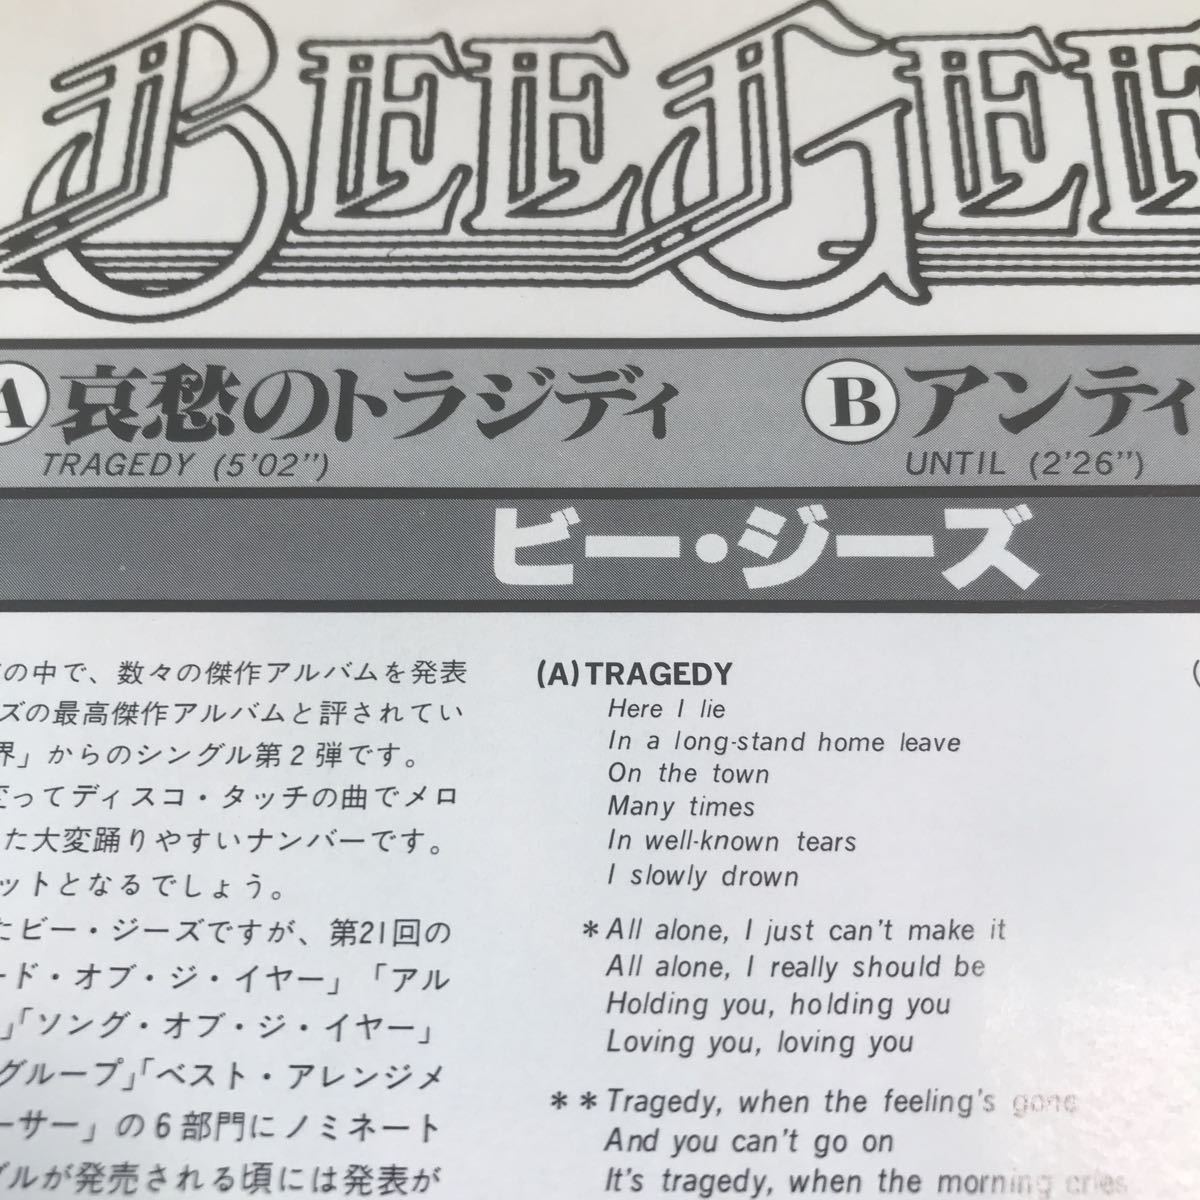 BEE GEE
A 哀愁のトラジディ
TRAGEDY (5'02")
B アンティ
UNTIL (2'26")
ビー・ジーズ
の中で、数々の傑作アルバムを発表
ズの最高傑作アルバムと評されてい
界」からのシングル第2弾です。
変ってディスコ・タッチの曲でメロ
た大変踊りやすいナンバーです。
ットとなるでしょう。
たビー・ジーズですが、第21回の
ード・オブ・ジ・イヤー」「アル
」「ソング・オブ・ジ・イヤー」
グループ」「ベスト・アレンジメ
ーサー」の6部門にノミネート
グルが発売される頃には発表が
(A) TRAGEDY
Here I lie
In a long-stand home leave
On the town
Many times
In well-known tears
I slowly drown
*All alone, I just can't make it
All alone, I really should be
Holding you, holding you
Loving you, loving you
**Tragedy, when the feeling's gone
And you can't go on
It's tragedy, when the morning cries